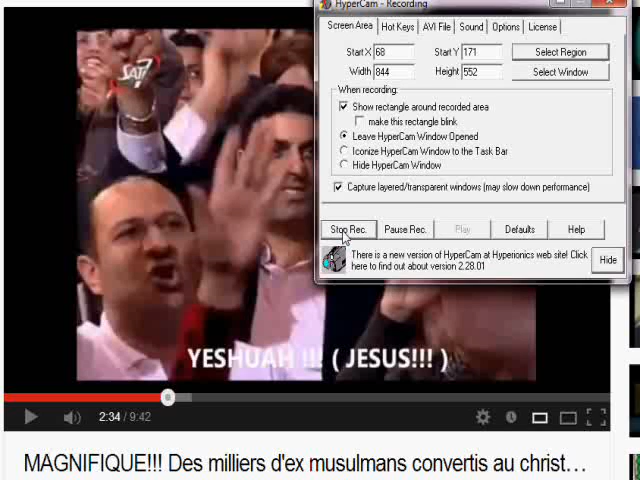 HyperCam - Recording
Screen Area
Hot Keys
AVI File
Sound
Options
License
Start X 68
Start Y 171
Select Region
Width 844
Height 552
Select Window
When recording:
Show rectangle around recorded area
make this rectangle blink
Leave HyperCam Window Opened
Iconize HyperCam Window to the Task Bar
Hide HyperCam Window
Capture layered/transparent windows (may slow down performance)
Stop Rec.
Pause Rec.
Play
Defaults
Help
There is a new version of HyperCam at Hyperionics web site! Click
here to find out about version 2.28.01
Hide
SAT7
YESHUAH !!! ( JESUS!!! )
2:34 / 9:42
MAGNIFIQUE!!! Des milliers d'ex musulmans convertis au christ…